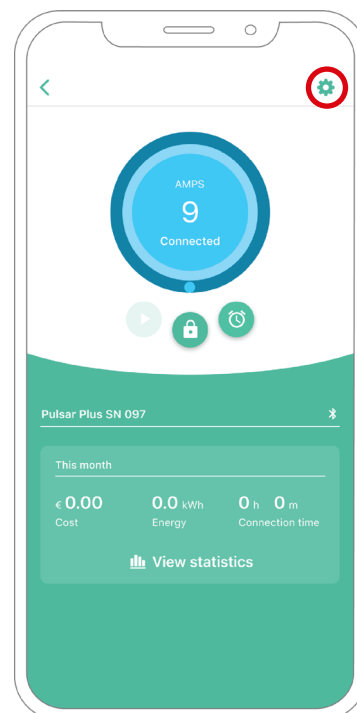 AMPS
9
Connected
Pulsar Plus SN 097
This month
€ 0.00 0.0 kWh 0 h 0 m
Cost Energy Connection time
View statistics